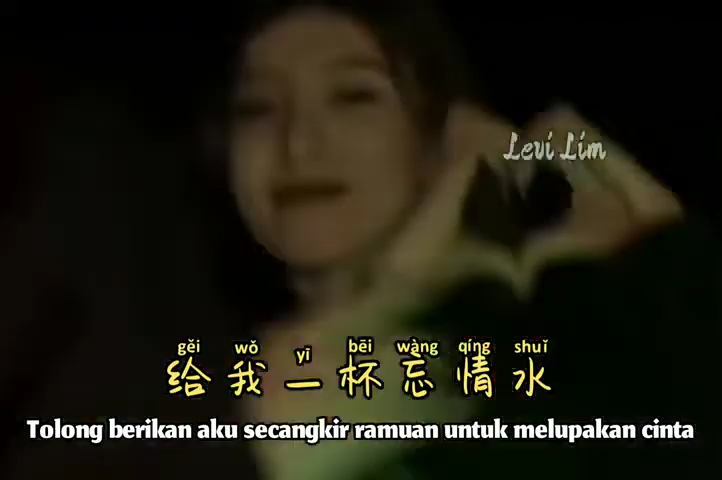 Levi Lim
gěi wǒ yī bēi wàng qíng shuǐ
给我一杯忘情水
Tolong berikan aku secangkir ramuan untuk melupakan cinta